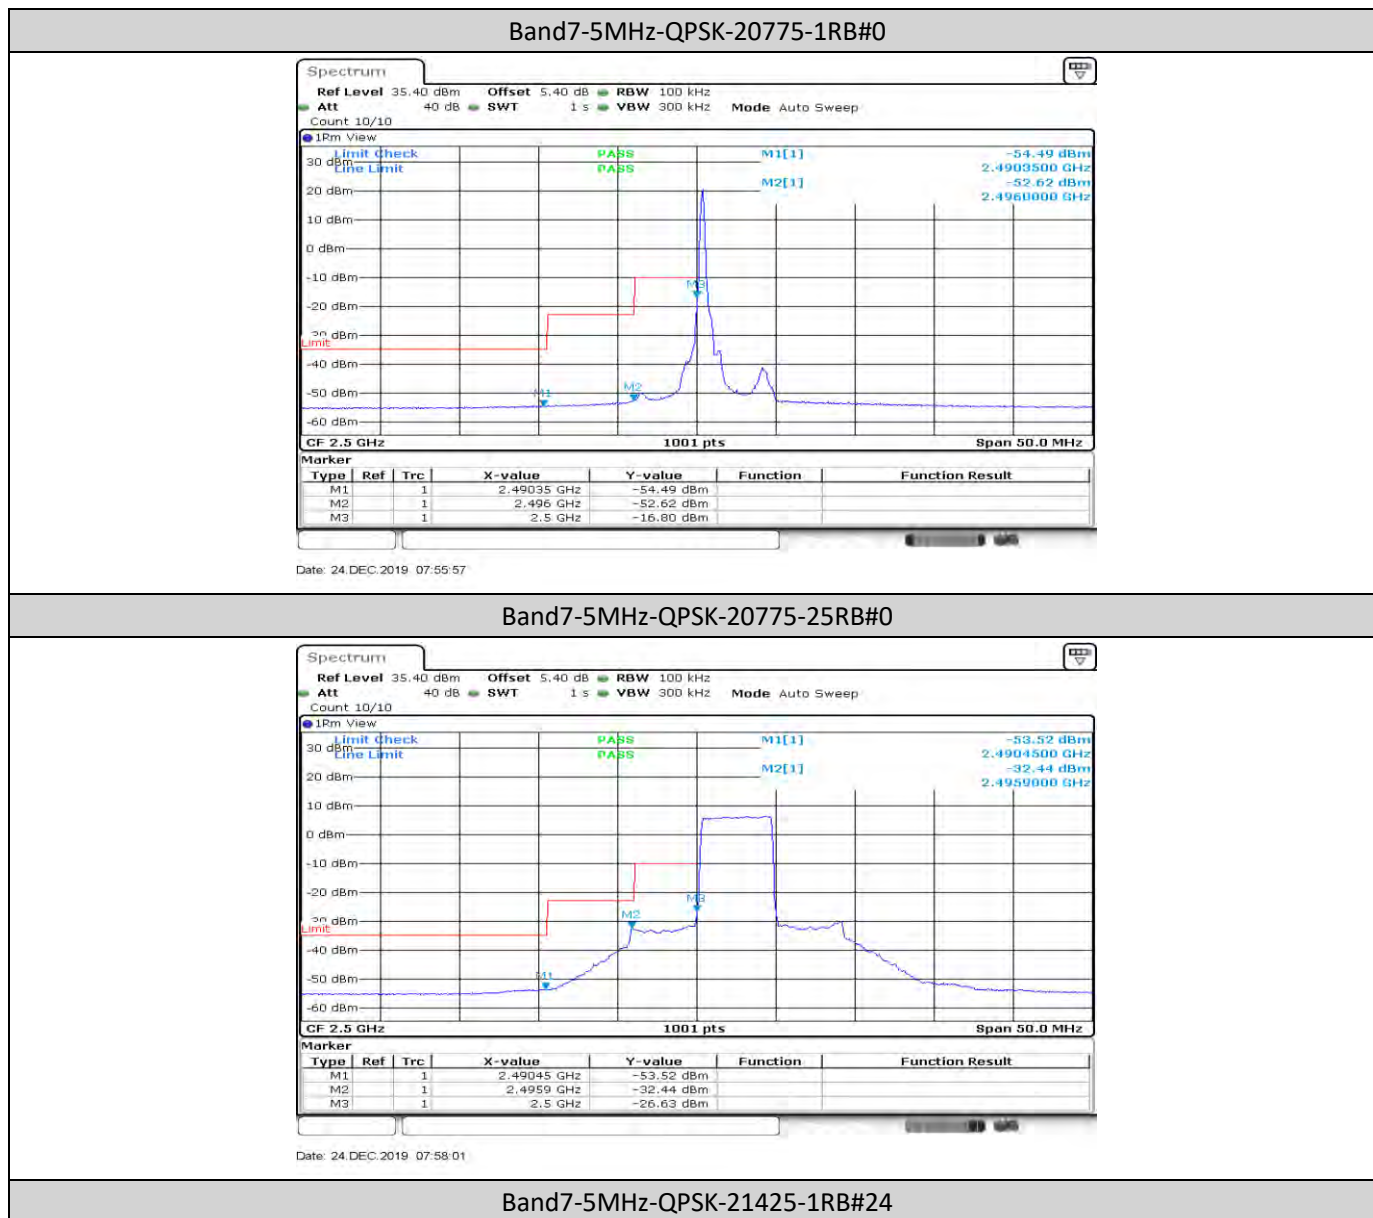 Band7-5MHz-QPSK-20775-1RB#0
Spectrum
Ref Level 35.40 dBm Offset 5.40 dB RBW 100 kHz
Att 40 dB SWT 1 s VBW 300 kHz Mode Auto Sweep
Count 10/10
1Rm View
Limit Check PASS M1[1] -54.49 dBm
30 dBm
Line Limit PASS 2.4903500 GHz
M2[1] -52.62 dBm
20 dBm 2.4960000 GHz
10 dBm
0 dBm
-10 dBm
M3
-20 dBm
-30 dBm
Limit
-40 dBm
M2
-50 dBm M1
-60 dBm
CF 2.5 GHz 1001 pts Span 50.0 MHz
Marker
Type Ref Trc X-value Y-value Function Function Result
M1 1 2.49035 GHz -54.49 dBm
M2 1 2.496 GHz -52.62 dBm
M3 1 2.5 GHz -16.80 dBm
Date: 24.DEC.2019 07:55:57
Band7-5MHz-QPSK-20775-25RB#0
Spectrum
Ref Level 35.40 dBm Offset 5.40 dB RBW 100 kHz
Att 40 dB SWT 1 s VBW 300 kHz Mode Auto Sweep
Count 10/10
1Rm View
Limit Check PASS M1[1] -53.52 dBm
30 dBm
Line Limit PASS 2.4904500 GHz
M2[1] -32.44 dBm
20 dBm 2.4959000 GHz
10 dBm
0 dBm
-10 dBm
-20 dBm
M3
M2
-30 dBm
Limit
-40 dBm
-50 dBm M1
-60 dBm
CF 2.5 GHz 1001 pts Span 50.0 MHz
Marker
Type Ref Trc X-value Y-value Function Function Result
M1 1 2.49045 GHz -53.52 dBm
M2 1 2.4959 GHz -32.44 dBm
M3 1 2.5 GHz -26.63 dBm
Date: 24.DEC.2019 07:58:01
Band7-5MHz-QPSK-21425-1RB#24